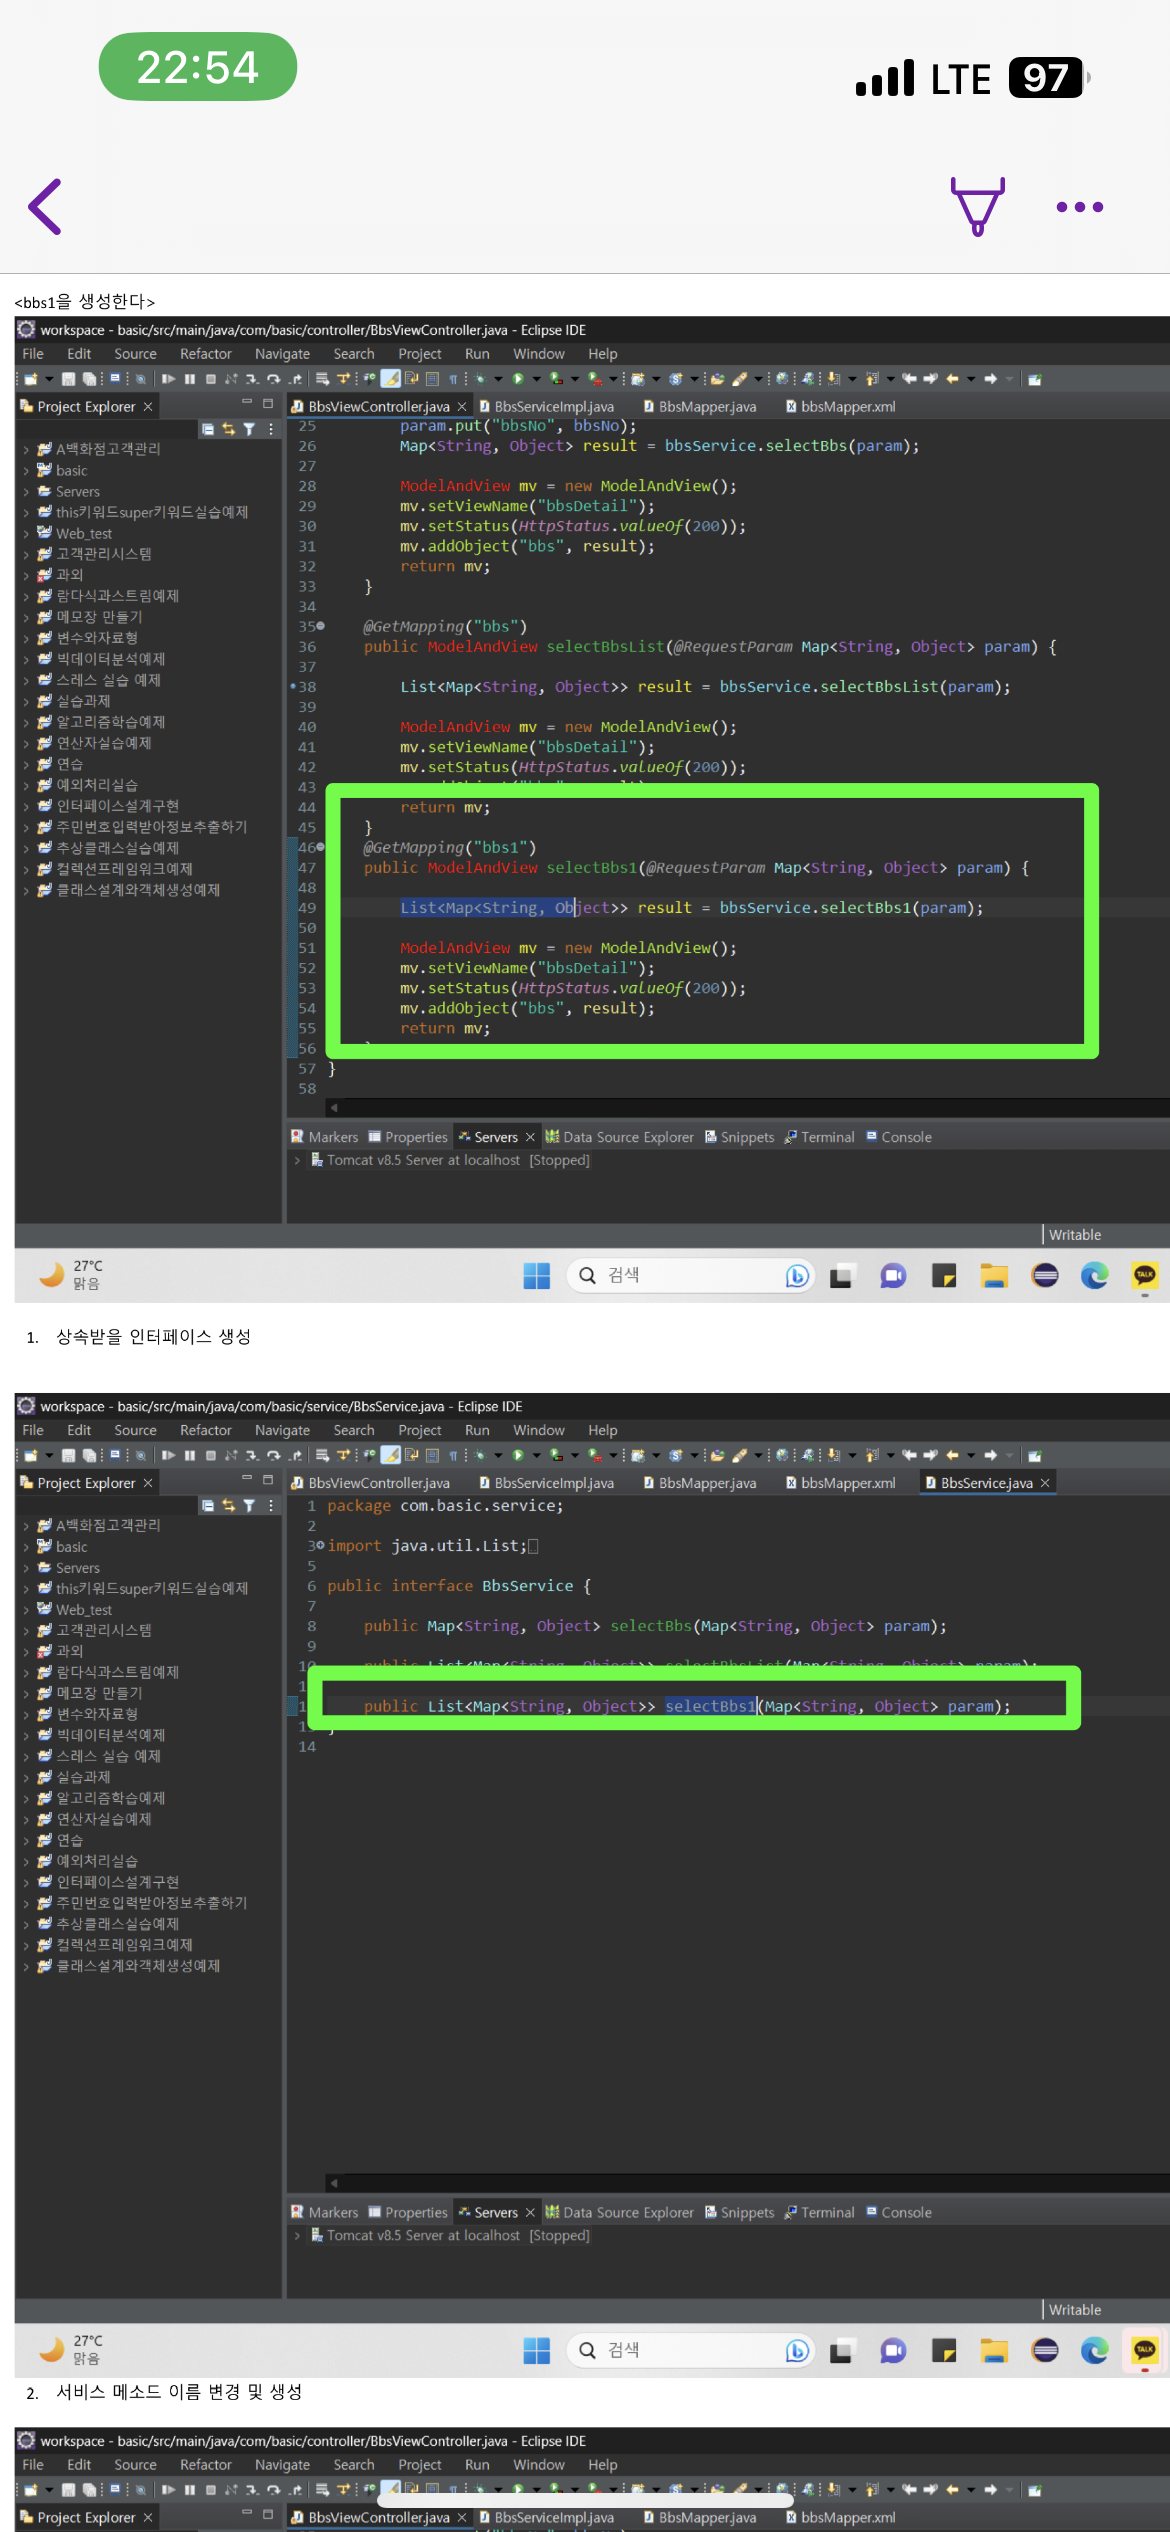 22:54
LTE 97
<bbs1을 생성한다>
workspace - basic/src/main/java/com/basic/controller/BbsViewController.java - Eclipse IDE
File Edit Source Refactor Navigate Search Project Run Window Help
Project Explorer
BbsViewController.java BbsServiceImpl.java BbsMapper.java bbsMapper.xml
A백화점고객관리
basic
Servers
this키워드super키워드실습예제
Web_test
고객관리시스템
과외
람다식과스트림예제
메모장 만들기
변수와자료형
빅데이터분석예제
스레스 실습 예제
실습과제
알고리즘학습예제
연산자실습예제
연습
예외처리실습
인터페이스설계구현
주민번호입력받아정보추출하기
추상클래스실습예제
컬렉션프레임워크예제
클래스설계와객체생성예제
25 param.put("bbsNo", bbsNo);
26 Map<String, Object> result = bbsService.selectBbs(param);
27
28 ModelAndView mv = new ModelAndView();
29 mv.setViewName("bbsDetail");
30 mv.setStatus(HttpStatus.valueOf(200));
31 mv.addObject("bbs", result);
32 return mv;
33 }
34
35 @GetMapping("bbs")
36 public ModelAndView selectBbsList(@RequestParam Map<String, Object> param) {
37
38 List<Map<String, Object>> result = bbsService.selectBbsList(param);
39
40 ModelAndView mv = new ModelAndView();
41 mv.setViewName("bbsDetail");
42 mv.setStatus(HttpStatus.valueOf(200));
43
44 return mv;
45 }
46 @GetMapping("bbs1")
47 public ModelAndView selectBbs1(@RequestParam Map<String, Object> param) {
48
49 List<Map<String, Object>> result = bbsService.selectBbs1(param);
50
51 ModelAndView mv = new ModelAndView();
52 mv.setViewName("bbsDetail");
53 mv.setStatus(HttpStatus.valueOf(200));
54 mv.addObject("bbs", result);
55 return mv;
56
57 }
58
Markers Properties Servers Data Source Explorer Snippets Terminal Console
Tomcat v8.5 Server at localhost [Stopped]
Writable
27°C
맑음
검색
TALK
1. 상속받을 인터페이스 생성
workspace - basic/src/main/java/com/basic/service/BbsService.java - Eclipse IDE
File Edit Source Refactor Navigate Search Project Run Window Help
Project Explorer
BbsViewController.java BbsServiceImpl.java BbsMapper.java bbsMapper.xml BbsService.java
A백화점고객관리
basic
Servers
this키워드super키워드실습예제
Web_test
고객관리시스템
과외
람다식과스트림예제
메모장 만들기
변수와자료형
빅데이터분석예제
스레스 실습 예제
실습과제
알고리즘학습예제
연산자실습예제
연습
예외처리실습
인터페이스설계구현
주민번호입력받아정보추출하기
추상클래스실습예제
컬렉션프레임워크예제
클래스설계와객체생성예제
1 package com.basic.service;
2
3 import java.util.List;
5
6 public interface BbsService {
7
8 public Map<String, Object> selectBbs(Map<String, Object> param);
9
10 public List<Map<String, Object>> selectBbsList(Map<String, Object> param);
public List<Map<String, Object>> selectBbs1(Map<String, Object> param);
14
Markers Properties Servers Data Source Explorer Snippets Terminal Console
Tomcat v8.5 Server at localhost [Stopped]
Writable
27°C
맑음
검색
TALK
2. 서비스 메소드 이름 변경 및 생성
workspace - basic/src/main/java/com/basic/controller/BbsViewController.java - Eclipse IDE
File Edit Source Refactor Navigate Search Project Run Window Help
Project Explorer
BbsViewController.java BbsServiceImpl.java BbsMapper.java bbsMapper.xml